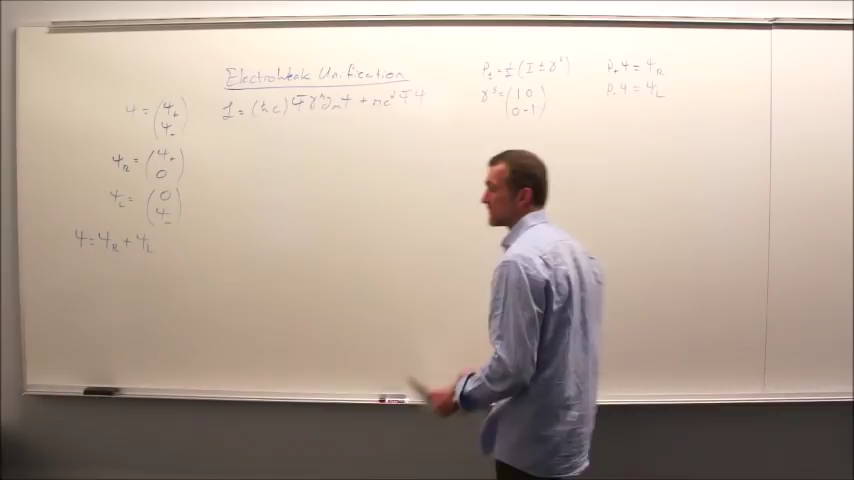 Electroweak Unification
ℒ = (ħc) ψ̄ γ^μ ∂_μ ψ + mc² ψ̄ ψ
ψ = (ψ₊
ψ₋)
ψ_R = (ψ₊
0)
ψ_L = (0
ψ₋)
ψ = ψ_R + ψ_L
P_± = ½ (I ± γ⁵)
γ⁵ = (1 0
0 -1)
P₊ψ = ψ_R
P₋ψ = ψ_L